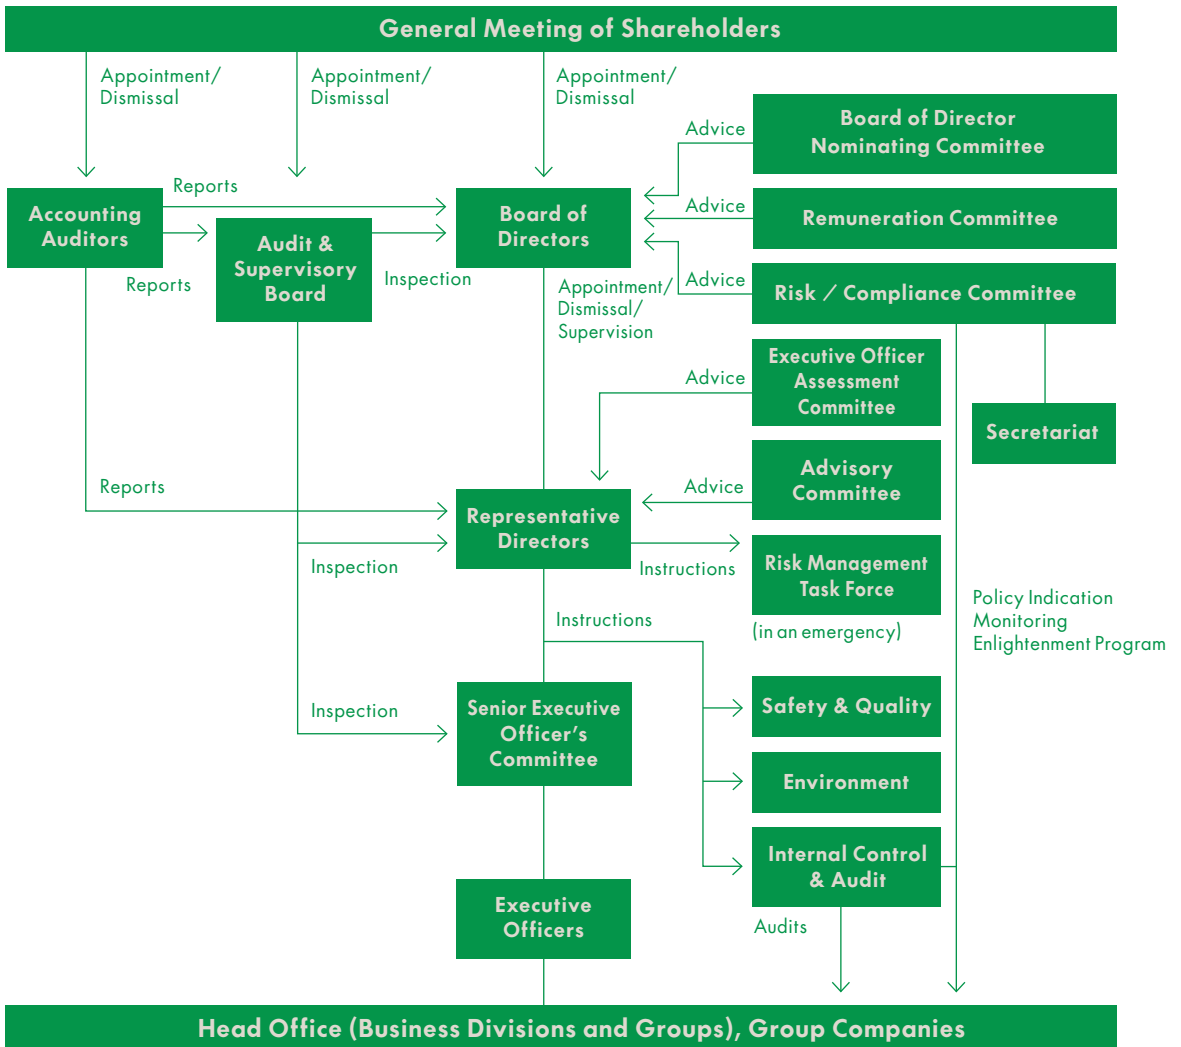 General Meeting of Shareholders
Appointment/
Dismissal
Appointment/
Dismissal
Appointment/
Dismissal
Advice
Board of Director
Nominating Committee
Reports
Accounting
Auditors
Board of
Directors
Advice
Remuneration Committee
Audit &
Supervisory
Board
Reports
Inspection
Appointment/
Dismissal/
Supervision
Advice
Risk / Compliance Committee
Advice
Executive Officer
Assessment
Committee
Secretariat
Reports
Advice
Advisory
Committee
Representative
Directors
Inspection
Instructions
Risk Management
Task Force
(in an emergency)
Policy Indication
Monitoring
Enlightenment Program
Instructions
Inspection
Senior Executive
Officer's
Committee
Safety & Quality
Environment
Internal Control
& Audit
Executive
Officers
Audits
Head Office (Business Divisions and Groups), Group Companies